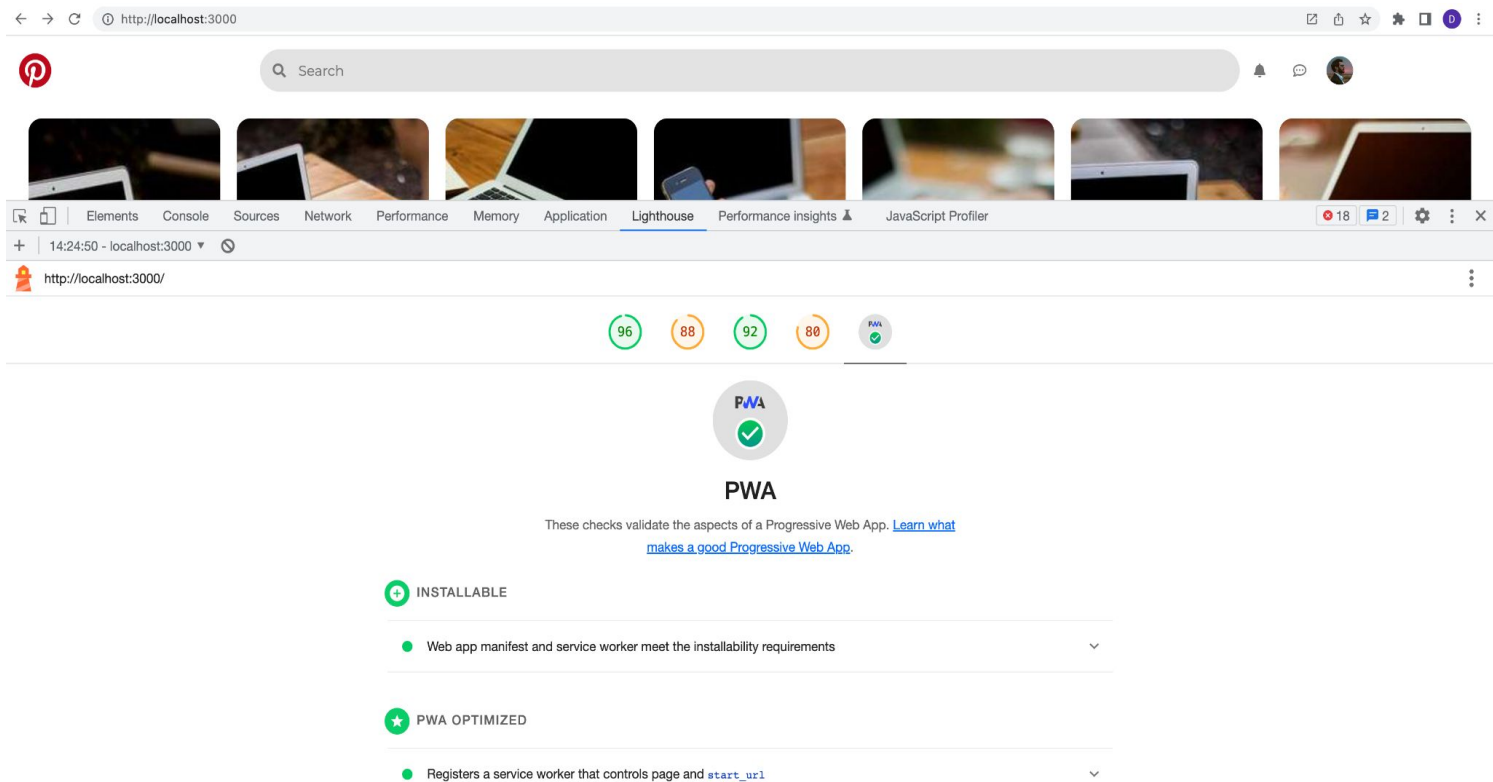 http://localhost:3000
D
Search
Elements Console Sources Network Performance Memory Application Lighthouse Performance insights JavaScript Profiler 18 2
14:24:50 - localhost:3000
http://localhost:3000/
96 88 92 80 PWA
PWA
PWA
These checks validate the aspects of a Progressive Web App. Learn what
makes a good Progressive Web App.
INSTALLABLE
Web app manifest and service worker meet the installability requirements
PWA OPTIMIZED
Registers a service worker that controls page and start_url